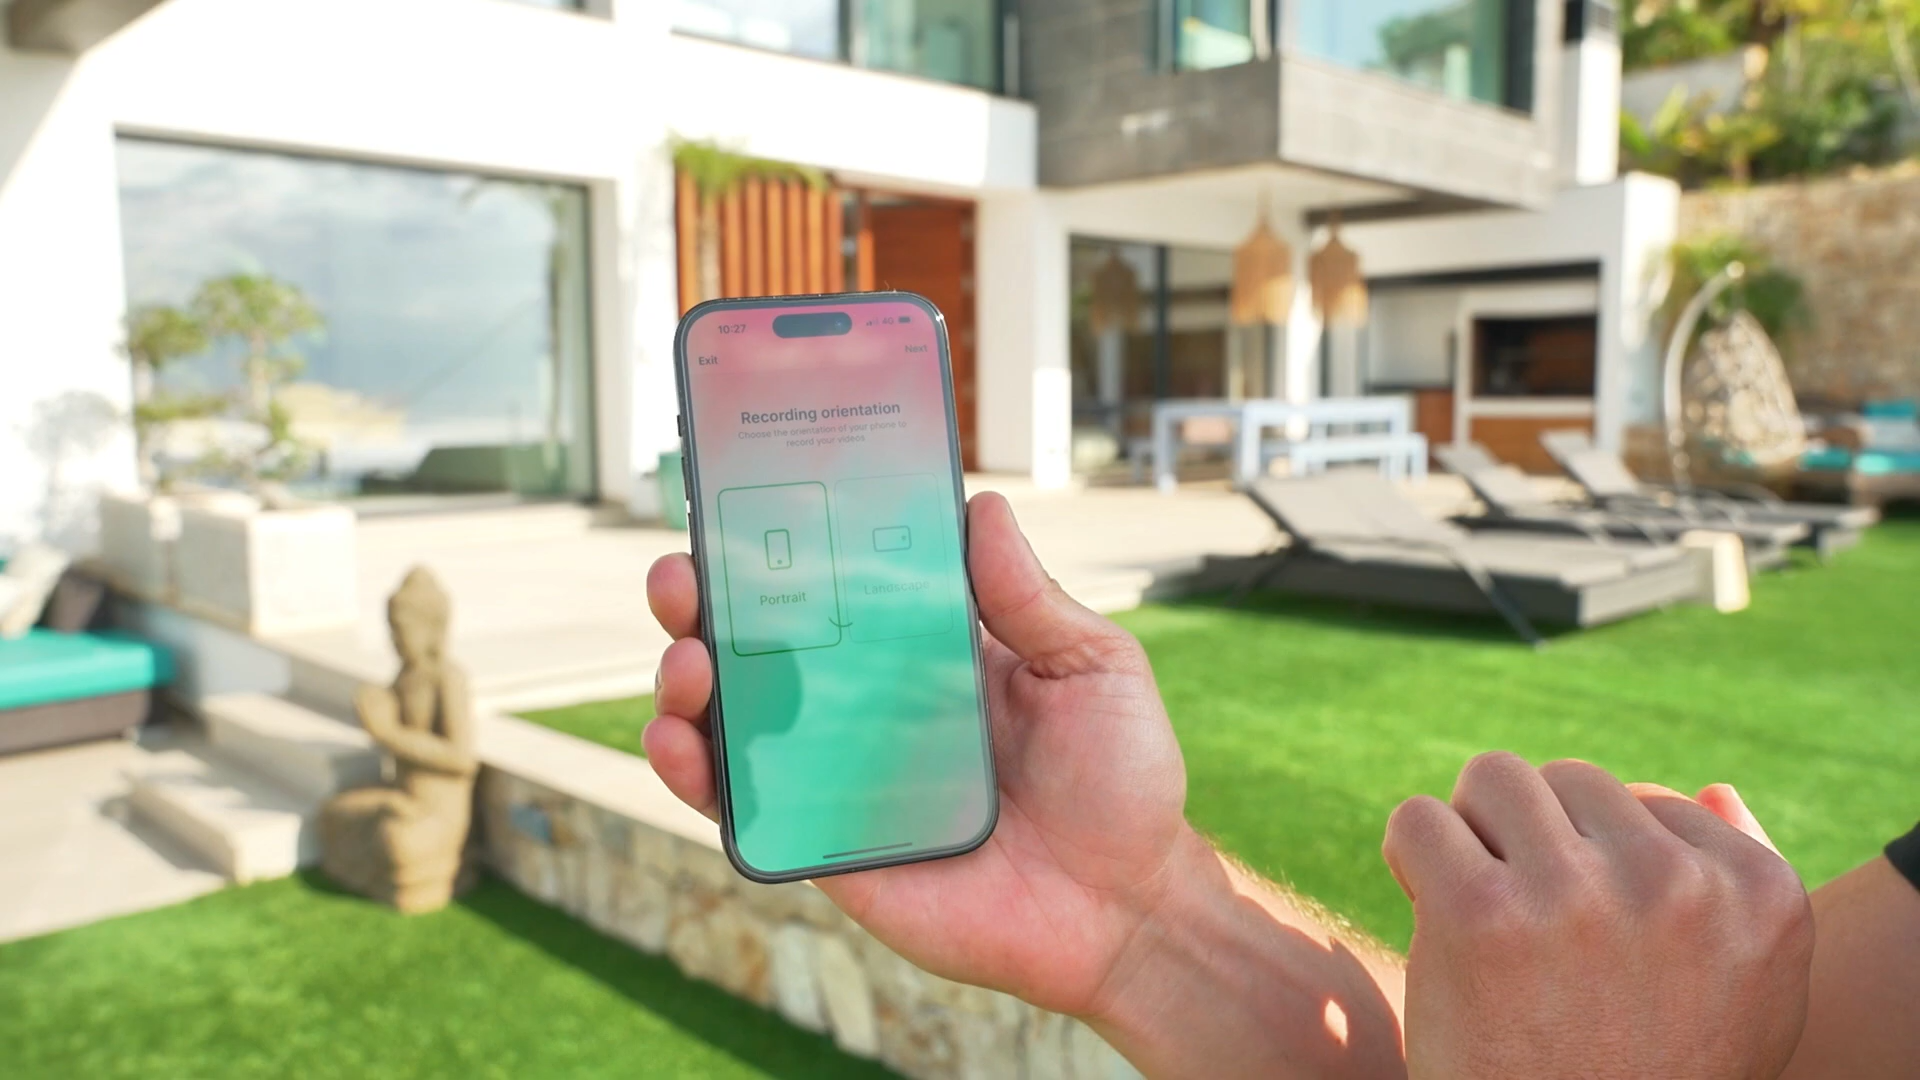 10:27
4G
Exit
Next
Recording orientation
Choose the orientation of your phone to
record your videos
Portrait
Landscape